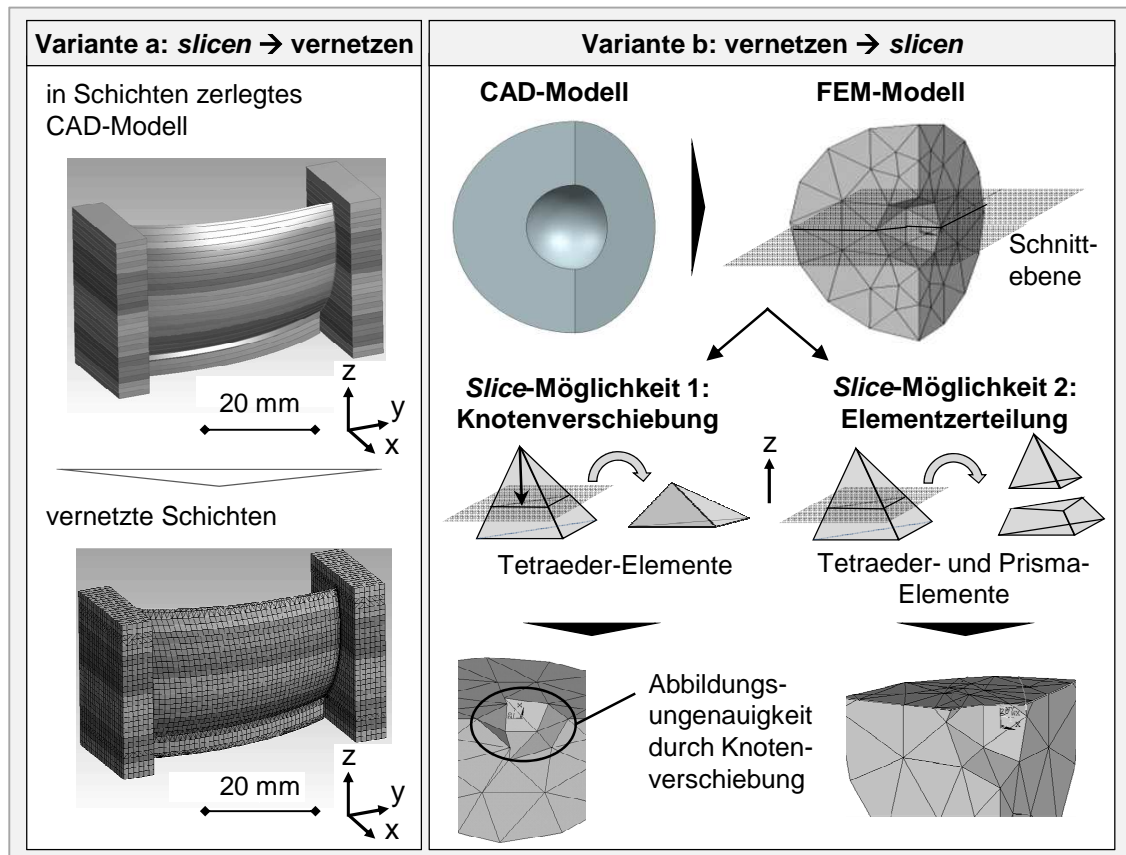 Variante a: slicen → vernetzen
in Schichten zerlegtes
CAD-Modell
20 mm
z
y
x
vernetzte Schichten
20 mm
z
y
x
Variante b: vernetzen → slicen
CAD-Modell
FEM-Modell
Schnitt-
ebene
Slice-Möglichkeit 1:
Knotenverschiebung
Slice-Möglichkeit 2:
Elementzerteilung
z
Tetraeder-Elemente
Tetraeder- und Prisma-
Elemente
Abbildungs-
ungenauigkeit
durch Knoten-
verschiebung